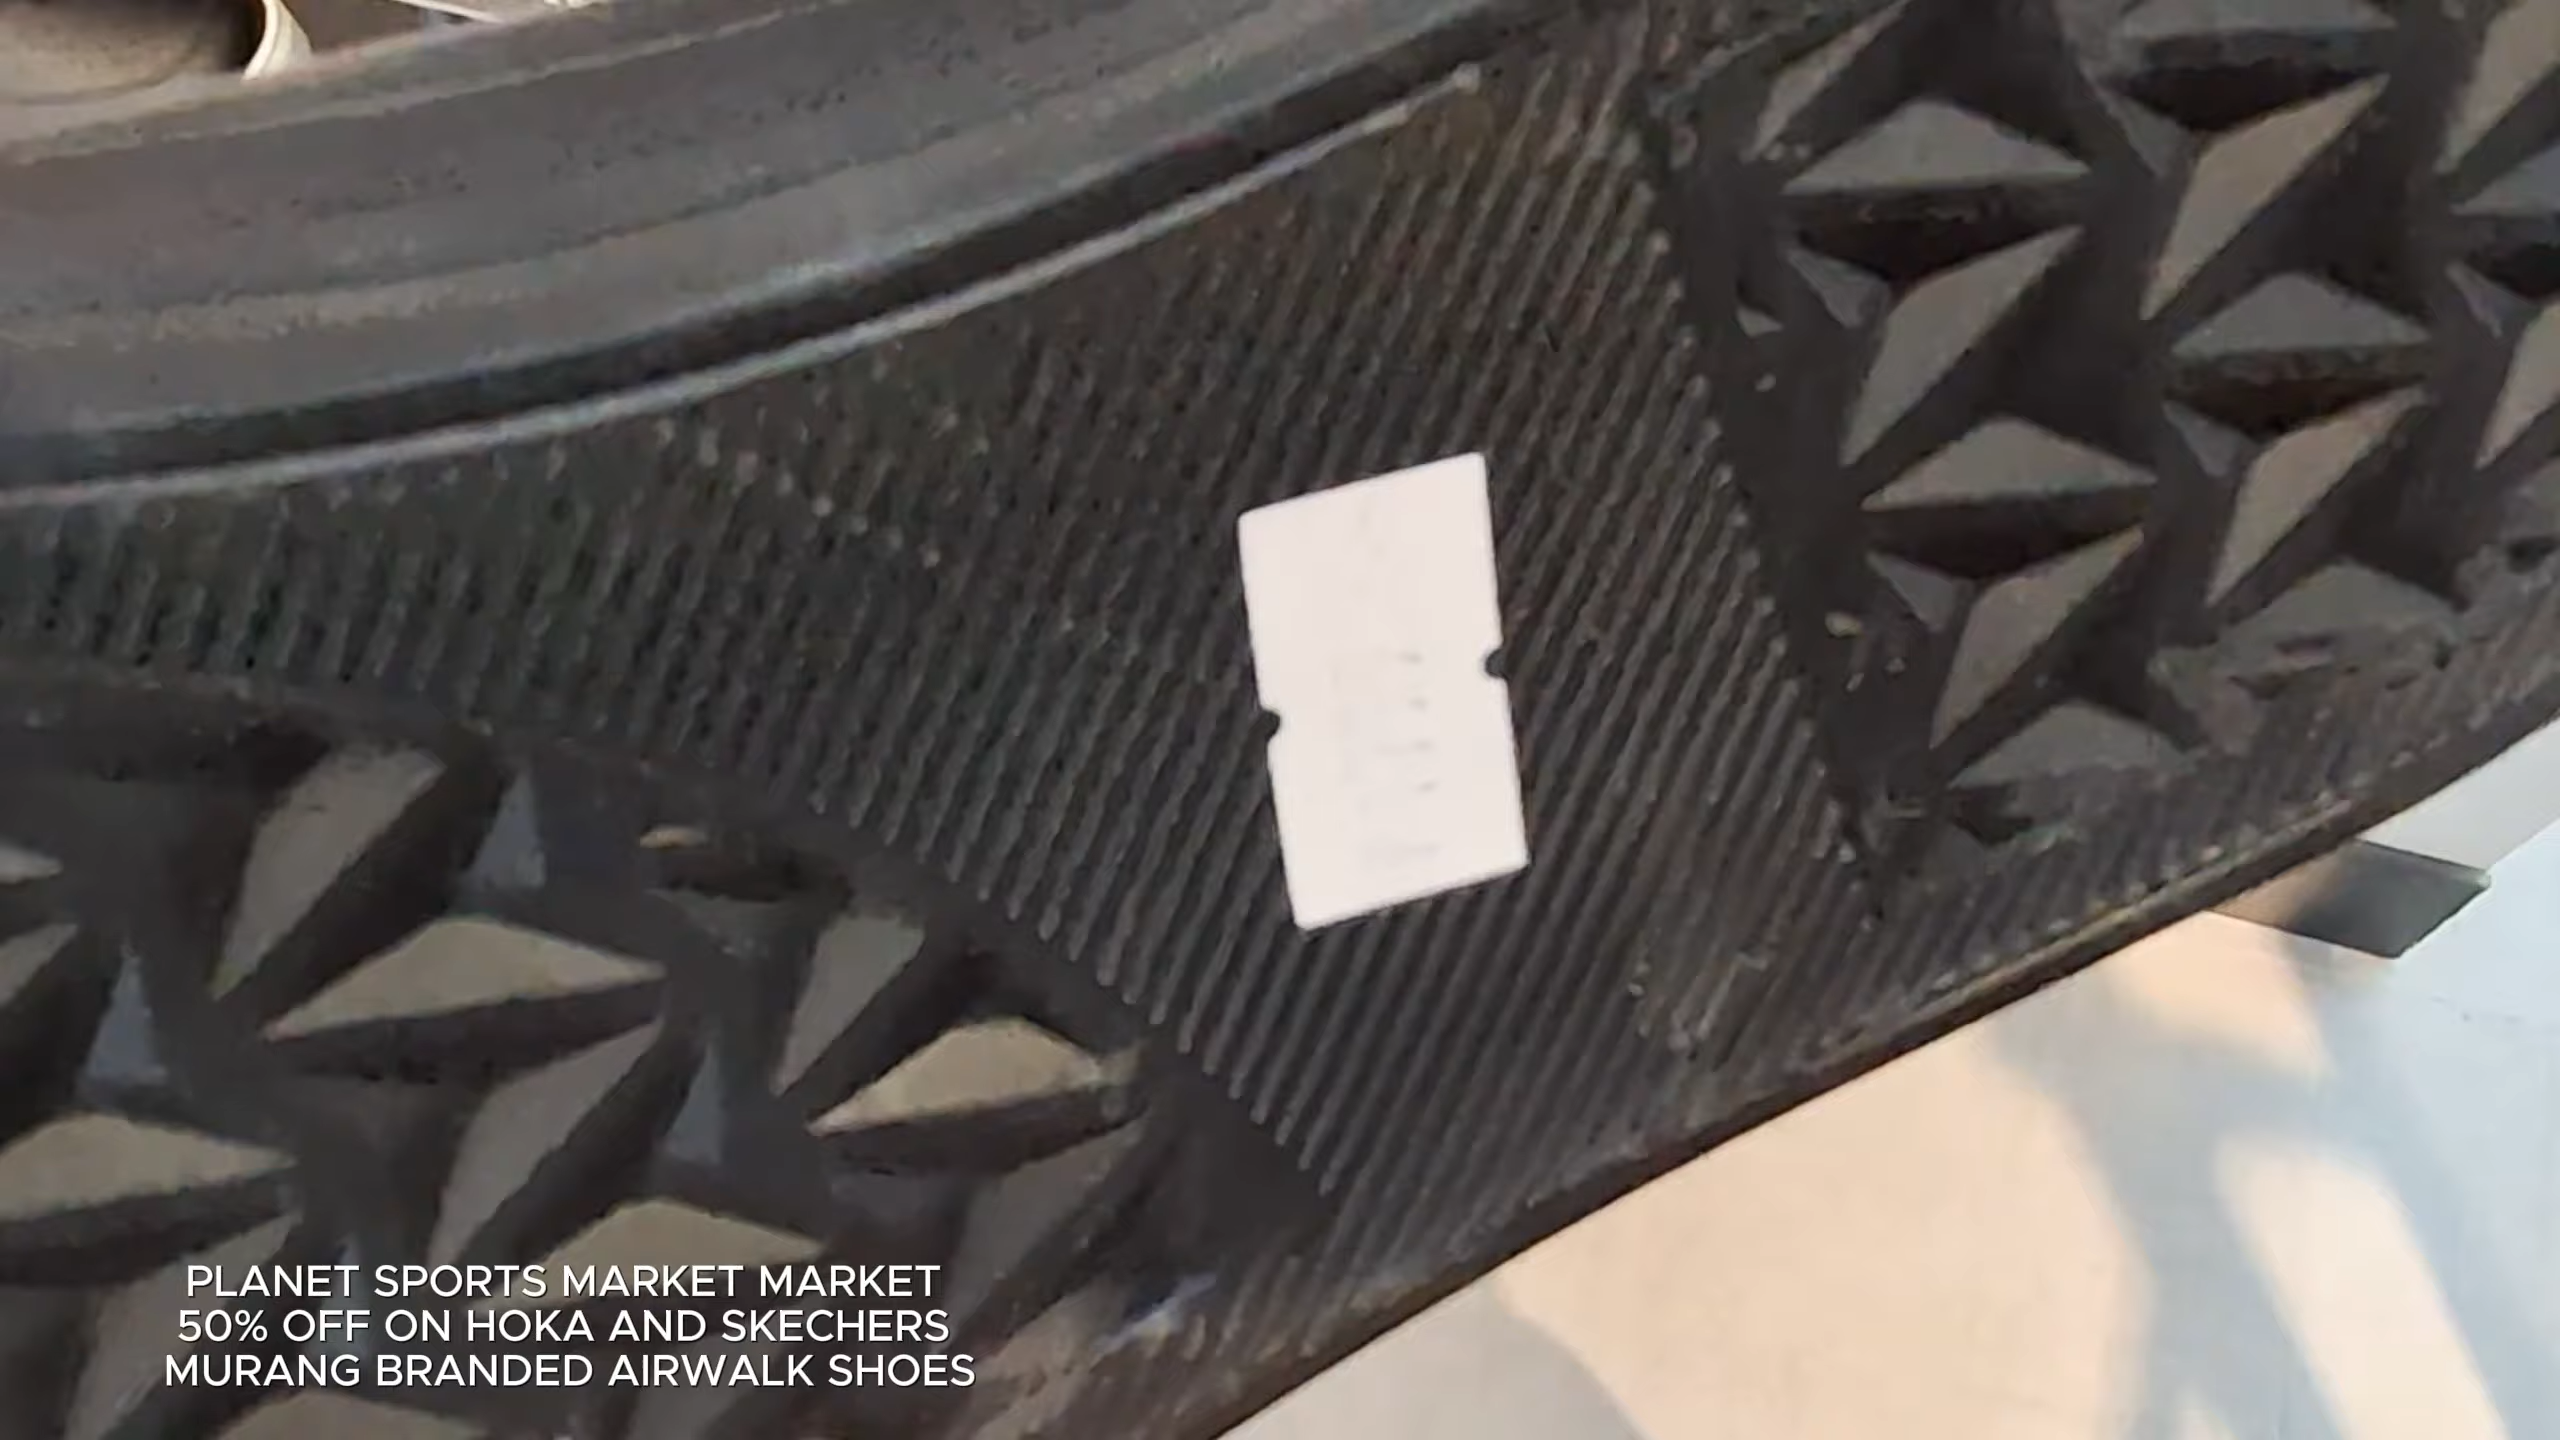 PLANET SPORTS MARKET MARKET
50% OFF ON HOKA AND SKECHERS
MURANG BRANDED AIRWALK SHOES